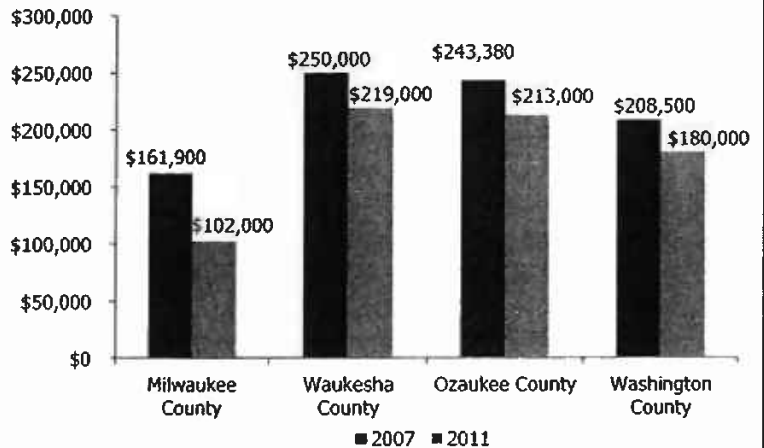 $300,000
$250,000
$200,000
$150,000
$100,000
$50,000
$0
$161,900
$102,000
$250,000
$219,000
$243,380
$213,000
$208,500
$180,000
Milwaukee
County
Waukesha
County
Ozaukee County
Washington
County
2007 2011